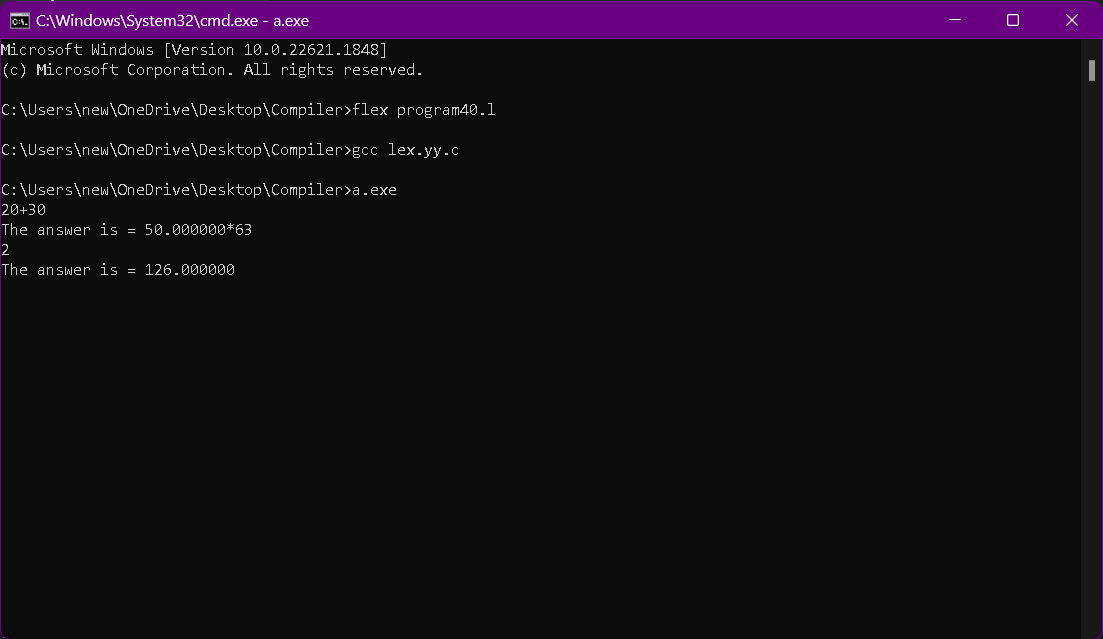 C:\Windows\System32\cmd.exe - a.exe
Microsoft Windows [Version 10.0.22621.1848]
(c) Microsoft Corporation. All rights reserved.
C:\Users\new\OneDrive\Desktop\Compiler>flex program40.l
C:\Users\new\OneDrive\Desktop\Compiler>gcc lex.yy.c
C:\Users\new\OneDrive\Desktop\Compiler>a.exe
20+30
The answer is = 50.000000*63
2
The answer is = 126.000000